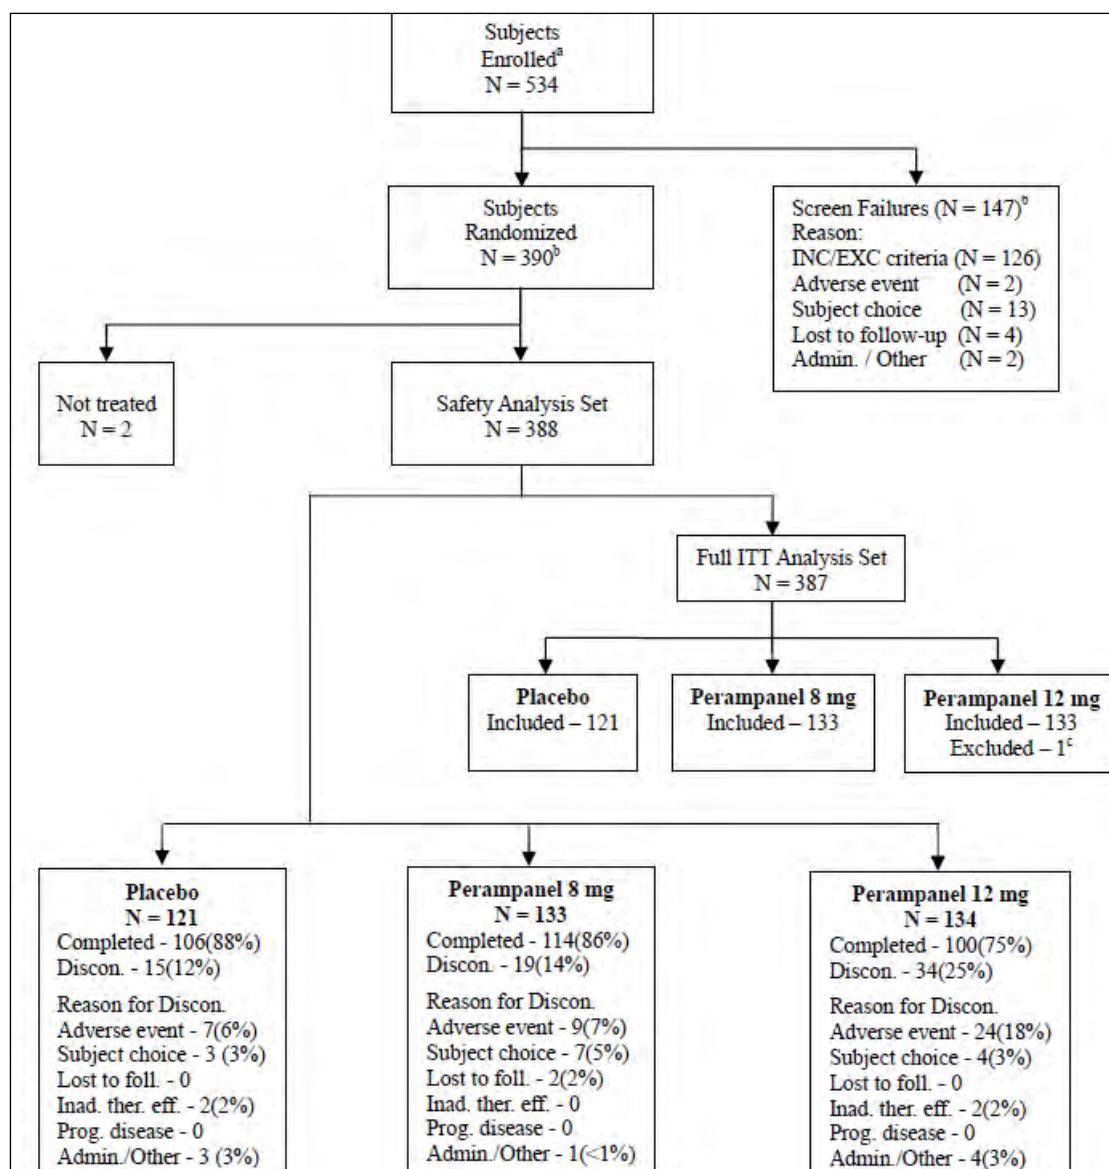 Subjects
Enrolledᵃ
N = 534
Subjects
Randomized
N = 390ᵇ
Screen Failures (N = 147)ᵇ
Reason:
INC/EXC criteria (N = 126)
Adverse event (N = 2)
Subject choice (N = 13)
Lost to follow-up (N = 4)
Admin. / Other (N = 2)
Not treated
N = 2
Safety Analysis Set
N = 388
Full ITT Analysis Set
N = 387
Placebo
Included – 121
Perampanel 8 mg
Included – 133
Perampanel 12 mg
Included – 133
Excluded – 1ᶜ
Placebo
N = 121
Completed - 106(88%)
Discon. - 15(12%)
Reason for Discon.
Adverse event - 7(6%)
Subject choice - 3 (3%)
Lost to foll. - 0
Inad. ther. eff. - 2(2%)
Prog. disease - 0
Admin./Other - 3 (3%)
Perampanel 8 mg
N = 133
Completed - 114(86%)
Discon. - 19(14%)
Reason for Discon.
Adverse event - 9(7%)
Subject choice - 7(5%)
Lost to foll. - 2(2%)
Inad. ther. eff. - 0
Prog. disease - 0
Admin./Other - 1(<1%)
Perampanel 12 mg
N = 134
Completed - 100(75%)
Discon. - 34(25%)
Reason for Discon.
Adverse event - 24(18%)
Subject choice - 4(3%)
Lost to foll. - 0
Inad. ther. eff. - 2(2%)
Prog. disease - 0
Admin./Other - 4(3%)